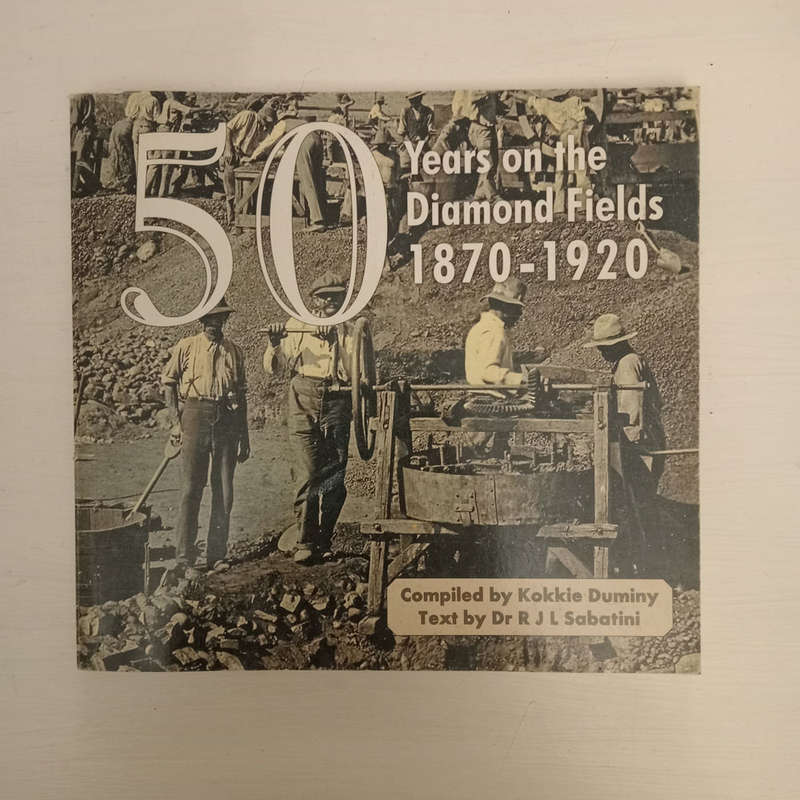 50
Years on the
Diamond Fields
1870-1920
Compiled by Kokkie Duminy
Text by Dr R J L Sabatini